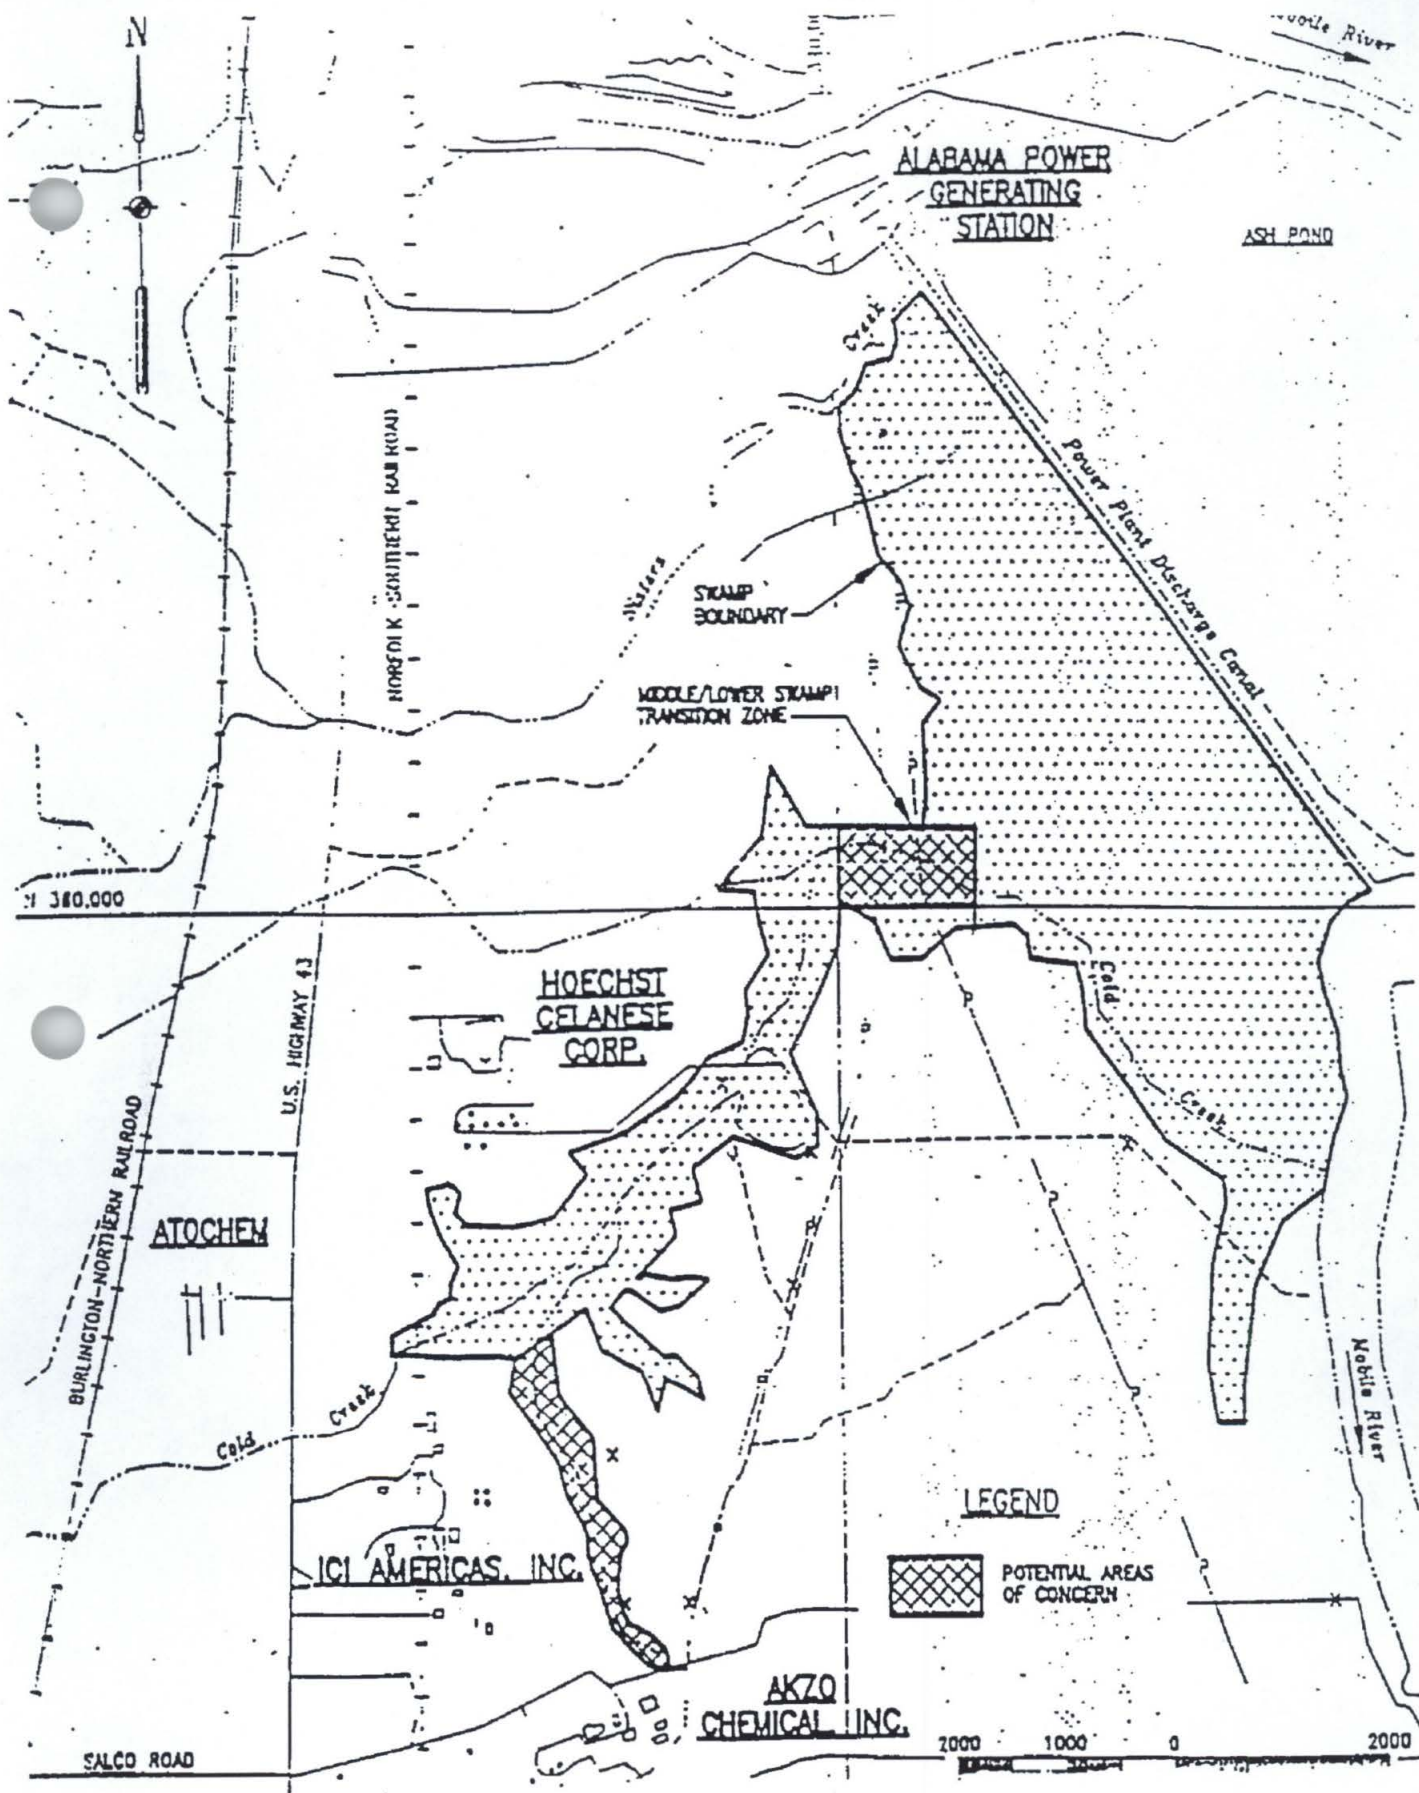 N
Mobile River
ALABAMA POWER
GENERATING
STATION
ASH POND
Creek
NORFOLK SOUTHERN RAILROAD
Power Plant Discharge Canal
SWAMP
BOUNDARY
MIDDLE/LOWER SWAMP
TRANSITION ZONE
N 380,000
U.S. HIGHWAY 43
HOECHST
CELANESE
CORP.
Cold
Creek
BURLINGTON-NORTHERN RAILROAD
ATOCHEM
Cold
Creek
Mobile River
LEGEND
POTENTIAL AREAS
OF CONCERN
ICI AMERICAS, INC.
AKZO
CHEMICAL INC.
SALCO ROAD
2000
1000
0
2000
P
P
P
P
P
P